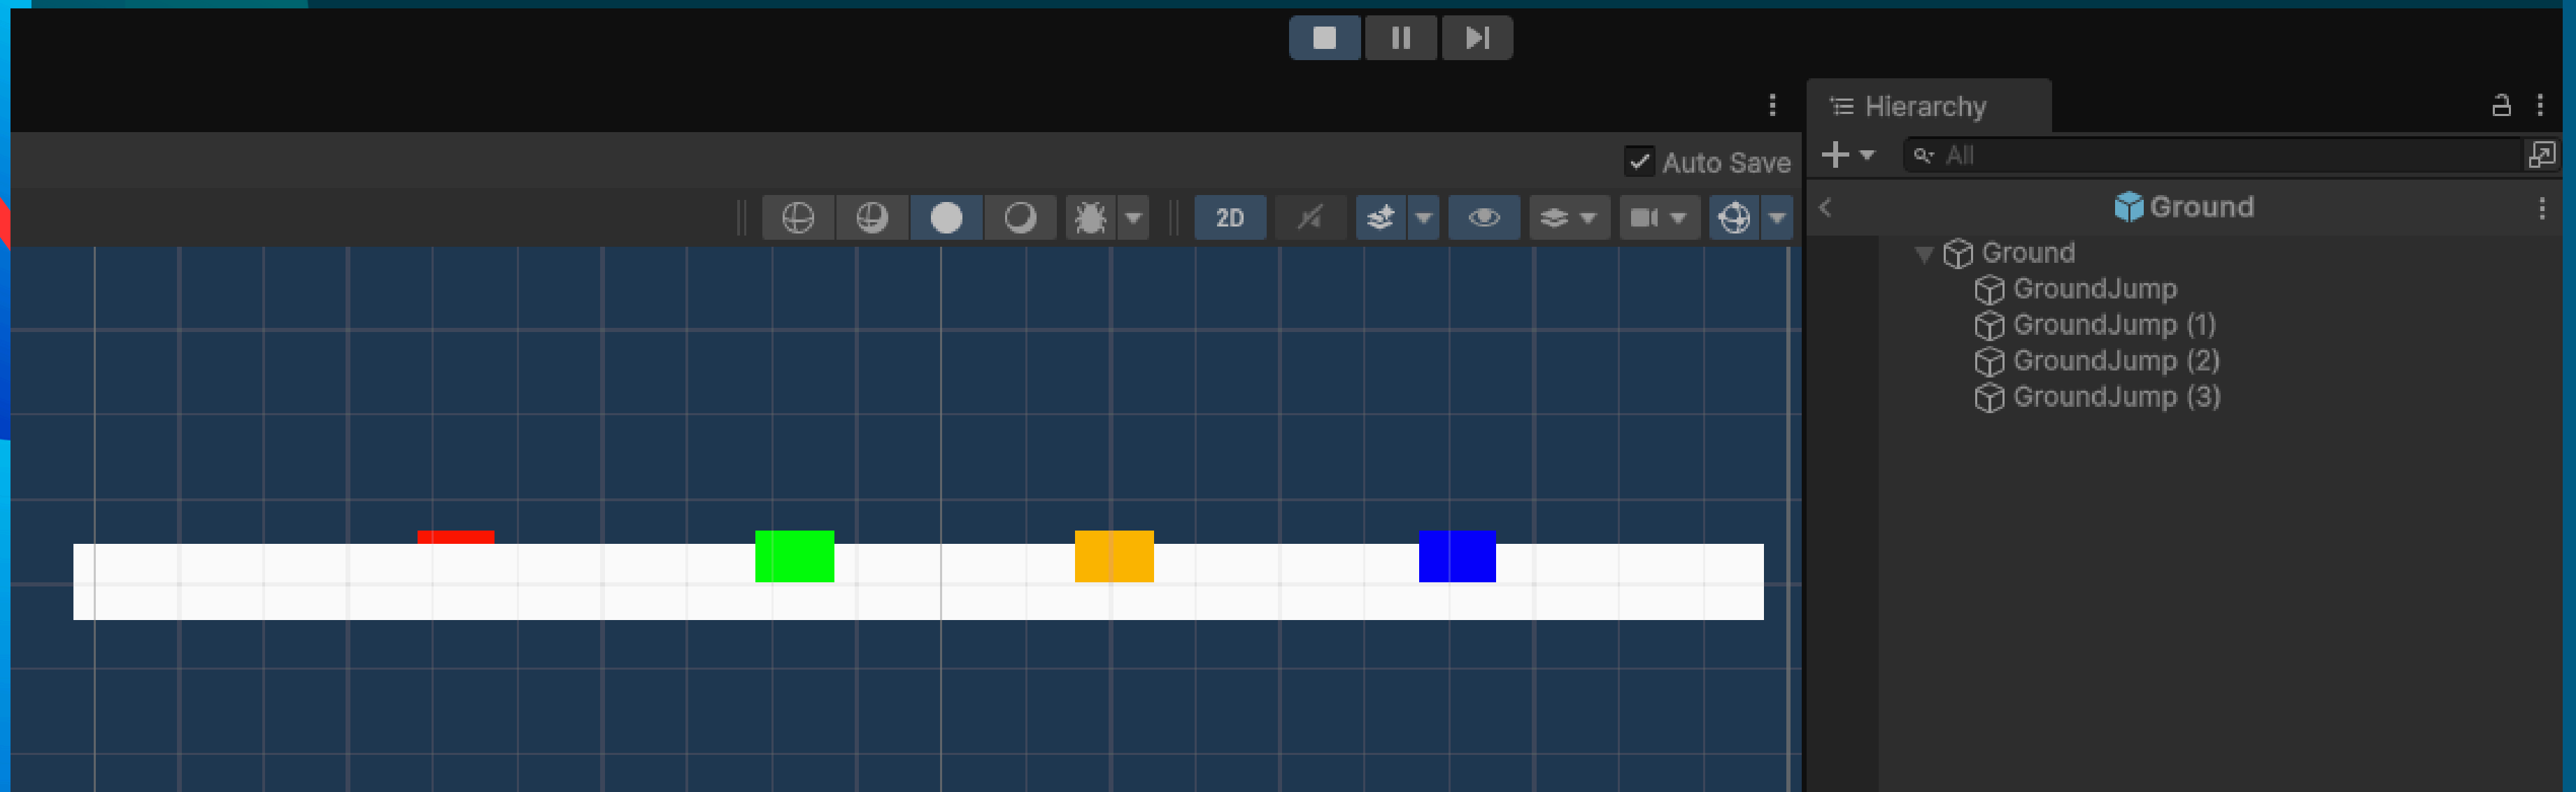 Hierarchy
Auto Save
All
2D
Ground
Ground
GroundJump
GroundJump (1)
GroundJump (2)
GroundJump (3)